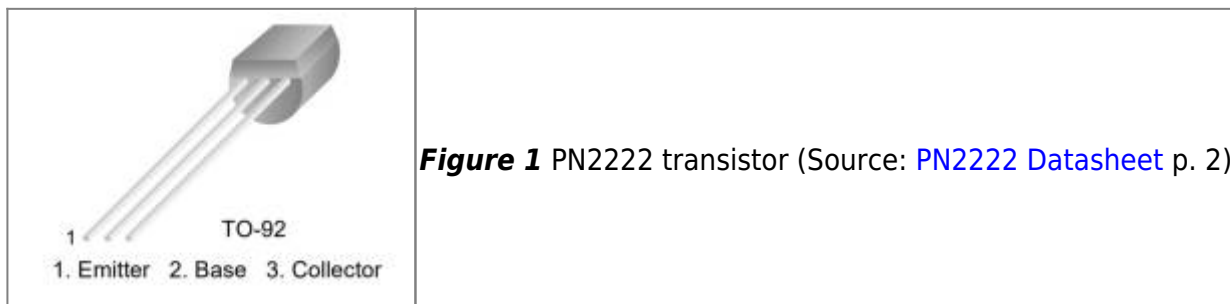 1
TO-92
1. Emitter 2. Base 3. Collector
Figure 1 PN2222 transistor (Source: PN2222 Datasheet p. 2)